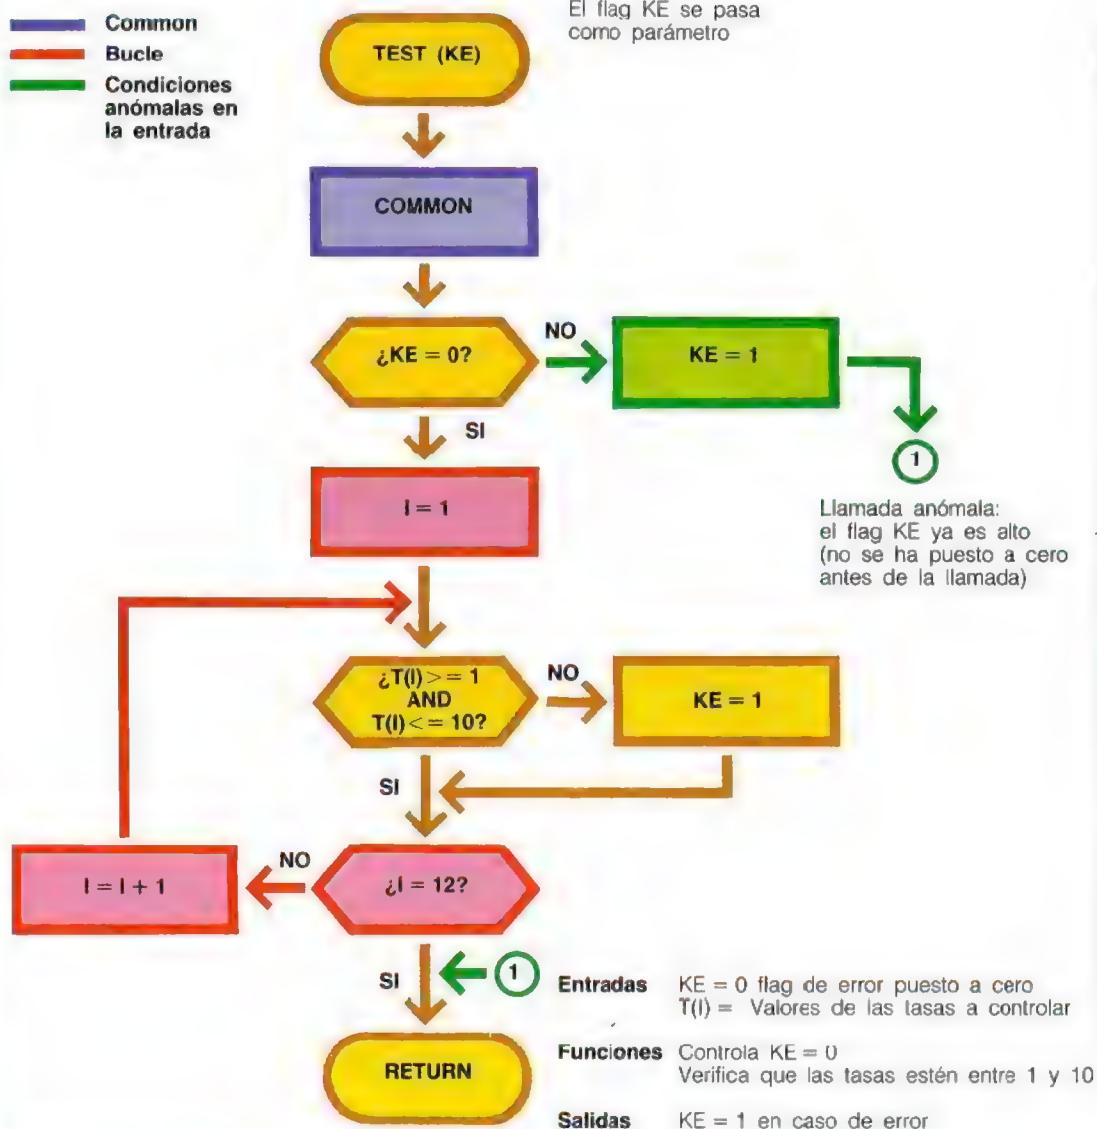 Common
Bucle
Condiciones
anómalas en
la entrada
El flag KE se pasa
como parámetro
TEST (KE)
COMMON
¿KE = 0?
NO
KE = 1
SI
1
I = 1
Llamada anómala:
el flag KE ya es alto
(no se ha puesto a cero
antes de la llamada)
¿T(I) > = 1
AND
T(I) < = 10?
NO
KE = 1
SI
I = I + 1
NO
¿I = 12?
SI
1
RETURN
Entradas KE = 0 flag de error puesto a cero
T(I) = Valores de las tasas a controlar
Funciones Controla KE = 0
Verifica que las tasas estén entre 1 y 10
Salidas KE = 1 en caso de error